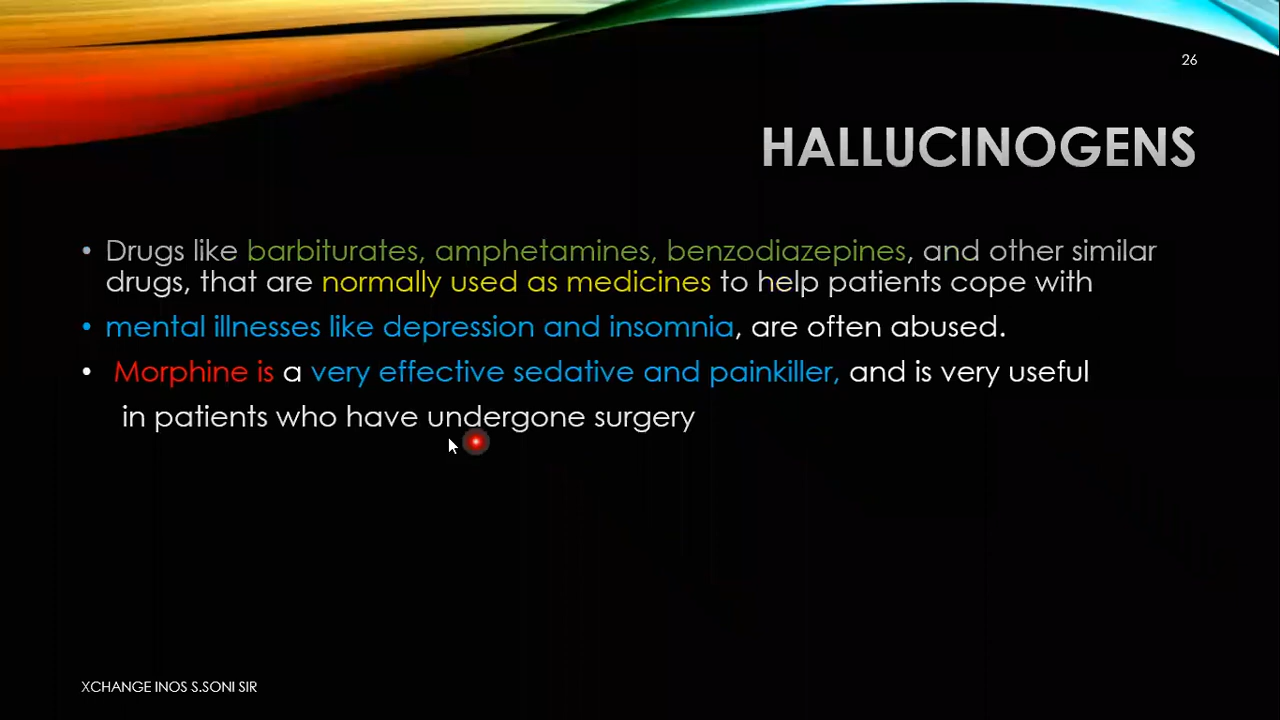 26
HALLUCINOGENS
• Drugs like barbiturates, amphetamines, benzodiazepines, and other similar
drugs, that are normally used as medicines to help patients cope with
• mental illnesses like depression and insomnia, are often abused.
• Morphine is a very effective sedative and painkiller, and is very useful
in patients who have undergone surgery
XCHANGE INOS S.SONI SIR